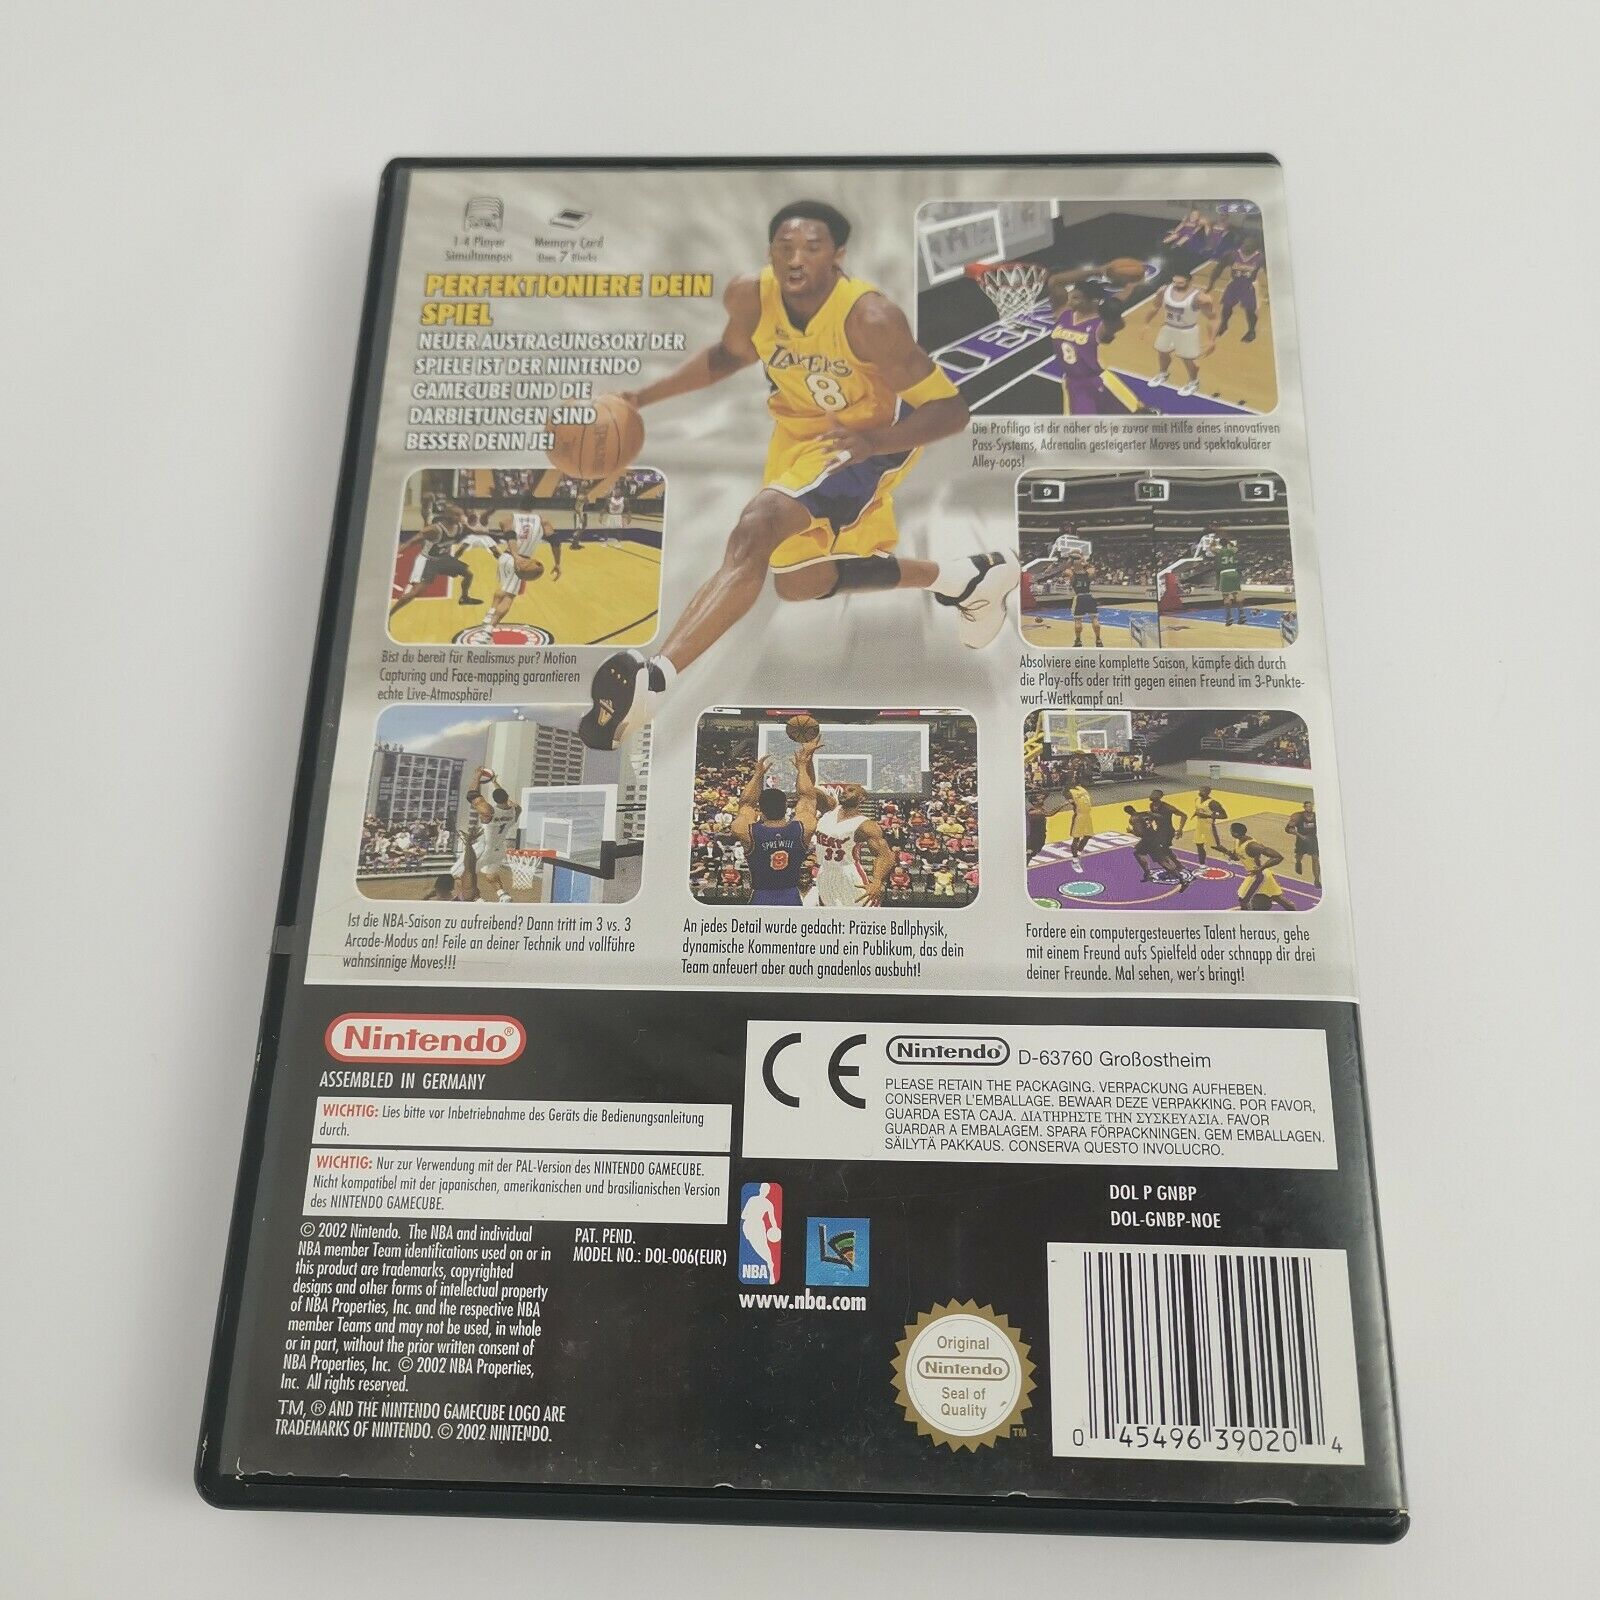 1-4 Player
Simultaneous
Memory Card
Uses 7 Blocks
PERFEKTIONIERE DEIN
SPIEL
NEUER AUSTRAGUNGSORT DER
SPIELE IST DER NINTENDO
GAMECUBE UND DIE
DARBIETUNGEN SIND
BESSER DENN JE!
LAKERS
8
LAKERS
8
Die Profiliga ist dir näher als je zuvor mit Hilfe eines innovativen
Pass-Systems, Adrenalin gesteigerter Moves und spektakulärer
Alley-oops!
Bist du bereit für Realismus pur? Motion
Capturing und Face-mapping garantieren
echte Live-Atmosphäre!
34
Absolviere eine komplette Saison, kämpfe dich durch
die Play-offs oder tritt gegen einen Freund im 3-Punkte-
wurf-Wettkampf an!
SPREWELL
8
HEAT
33
Ist die NBA-Saison zu aufreibend? Dann tritt im 3 vs. 3
Arcade-Modus an! Feile an deiner Technik und vollführe
wahnsinnige Moves!!!
An jedes Detail wurde gedacht: Präzise Ballphysik,
dynamische Kommentare und ein Publikum, das dein
Team anfeuert aber auch gnadenlos ausbuht!
Fordere ein computergesteuertes Talent heraus, gehe
mit einem Freund aufs Spielfeld oder schnapp dir drei
deiner Freunde. Mal sehen, wer's bringt!
Nintendo®
ASSEMBLED IN GERMANY
WICHTIG: Lies bitte vor Inbetriebnahme des Geräts die Bedienungsanleitung
durch.
WICHTIG: Nur zur Verwendung mit der PAL-Version des NINTENDO GAMECUBE.
Nicht kompatibel mit der japanischen, amerikanischen und brasilianischen Version
des NINTENDO GAMECUBE.
CE
Nintendo® D-63760 Großostheim
PLEASE RETAIN THE PACKAGING. VERPACKUNG AUFHEBEN.
CONSERVER L'EMBALLAGE. BEWAAR DEZE VERPAKKING. POR FAVOR,
GUARDA ESTA CAJA. ΔΙΑΤΗΡΗΣΤΕ ΤΗΝ ΣΥΣΚΕΥΑΣΙΑ. FAVOR
GUARDAR A EMBALAGEM. SPARA FÖRPACKNINGEN. GEM EMBALLAGEN.
SÄILYTÄ PAKKAUS. CONSERVA QUESTO INVOLUCRO.
© 2002 Nintendo. The NBA and individual
NBA member Team identifications used on or in
this product are trademarks, copyrighted
designs and other forms of intellectual property
of NBA Properties, Inc. and the respective NBA
member Teams and may not be used, in whole
or in part, without the prior written consent of
NBA Properties, Inc. © 2002 NBA Properties,
Inc. All rights reserved.
TM, ® AND THE NINTENDO GAMECUBE LOGO ARE
TRADEMARKS OF NINTENDO. © 2002 NINTENDO.
PAT. PEND.
MODEL NO.: DOL-006(EUR)
NBA
www.nba.com
DOL P GNBP
DOL-GNBP-NOE
Original
Nintendo
Seal of
Quality
TM
0 45496 39020 4